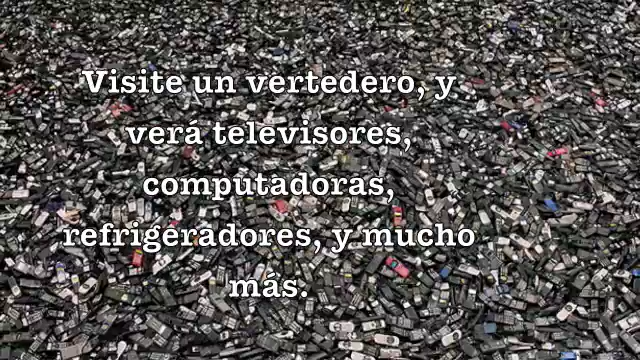 Visite un vertedero, y
verá televisores,
computadoras,
refrigeradores, y mucho
más.